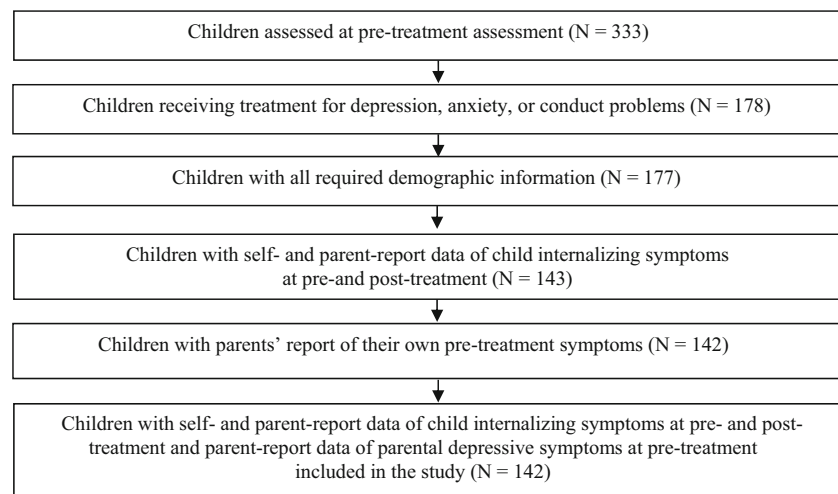 Children assessed at pre-treatment assessment (N = 333)
Children receiving treatment for depression, anxiety, or conduct problems (N = 178)
Children with all required demographic information (N = 177)
Children with self- and parent-report data of child internalizing symptoms
at pre-and post-treatment (N = 143)
Children with parents' report of their own pre-treatment symptoms (N = 142)
Children with self- and parent-report data of child internalizing symptoms at pre- and post-
treatment and parent-report data of parental depressive symptoms at pre-treatment
included in the study (N = 142)